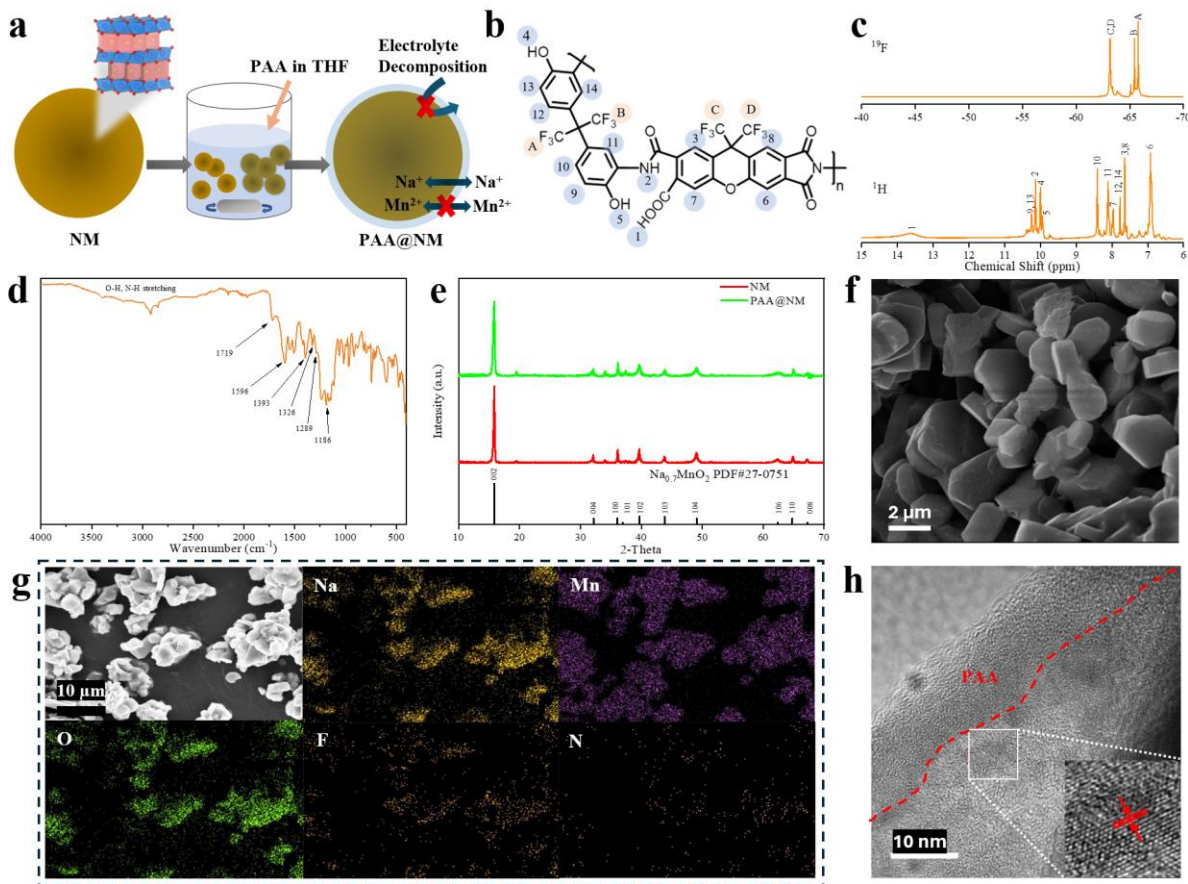 a
PAA in THF
Electrolyte
Decomposition
Na⁺
Na⁺
Mn²⁺
Mn²⁺
NM
PAA@NM
b
4
HO
13
14
12
CF₃
B
F₃C
A
11
10
9
O
NH
2
OH
5
HOOC
1
C
D
F₃C
CF₃
3
8
7
O
6
O
N
O
n
c
¹⁹F
C,D
B
A
-40
-45
-50
-55
-60
-65
-70
¹H
1
9, 13
2
4
5
10
11
7
12, 14
3,8
6
15
14
13
12
11
10
9
8
7
6
Chemical Shift (ppm)
d
O-H, N-H stretching
1719
1596
1393
1326
1289
1186
4000
3500
3000
2500
2000
1500
1000
500
Wavenumber (cm⁻¹)
e
NM
PAA@NM
Intensity (a.u.)
Na₀.₇MnO₂ PDF#27-0751
002
004
100
101
102
103
104
106
110
008
10
20
30
40
50
60
70
2-Theta
f
2 µm
g
10 µm
Na
Mn
O
F
N
h
PAA
10 nm